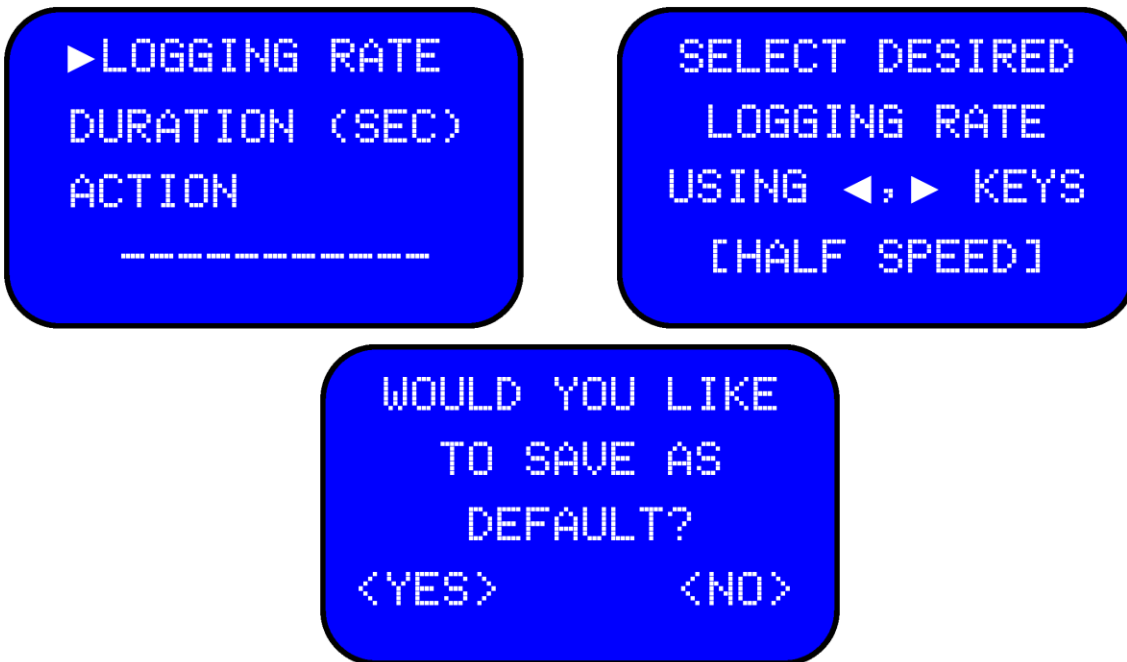 ►LOGGING RATE
DURATION (SEC)
ACTION
-----------
SELECT DESIRED
LOGGING RATE
USING ◄,► KEYS
[HALF SPEED]
WOULD YOU LIKE
TO SAVE AS
DEFAULT?
<YES> <NO>